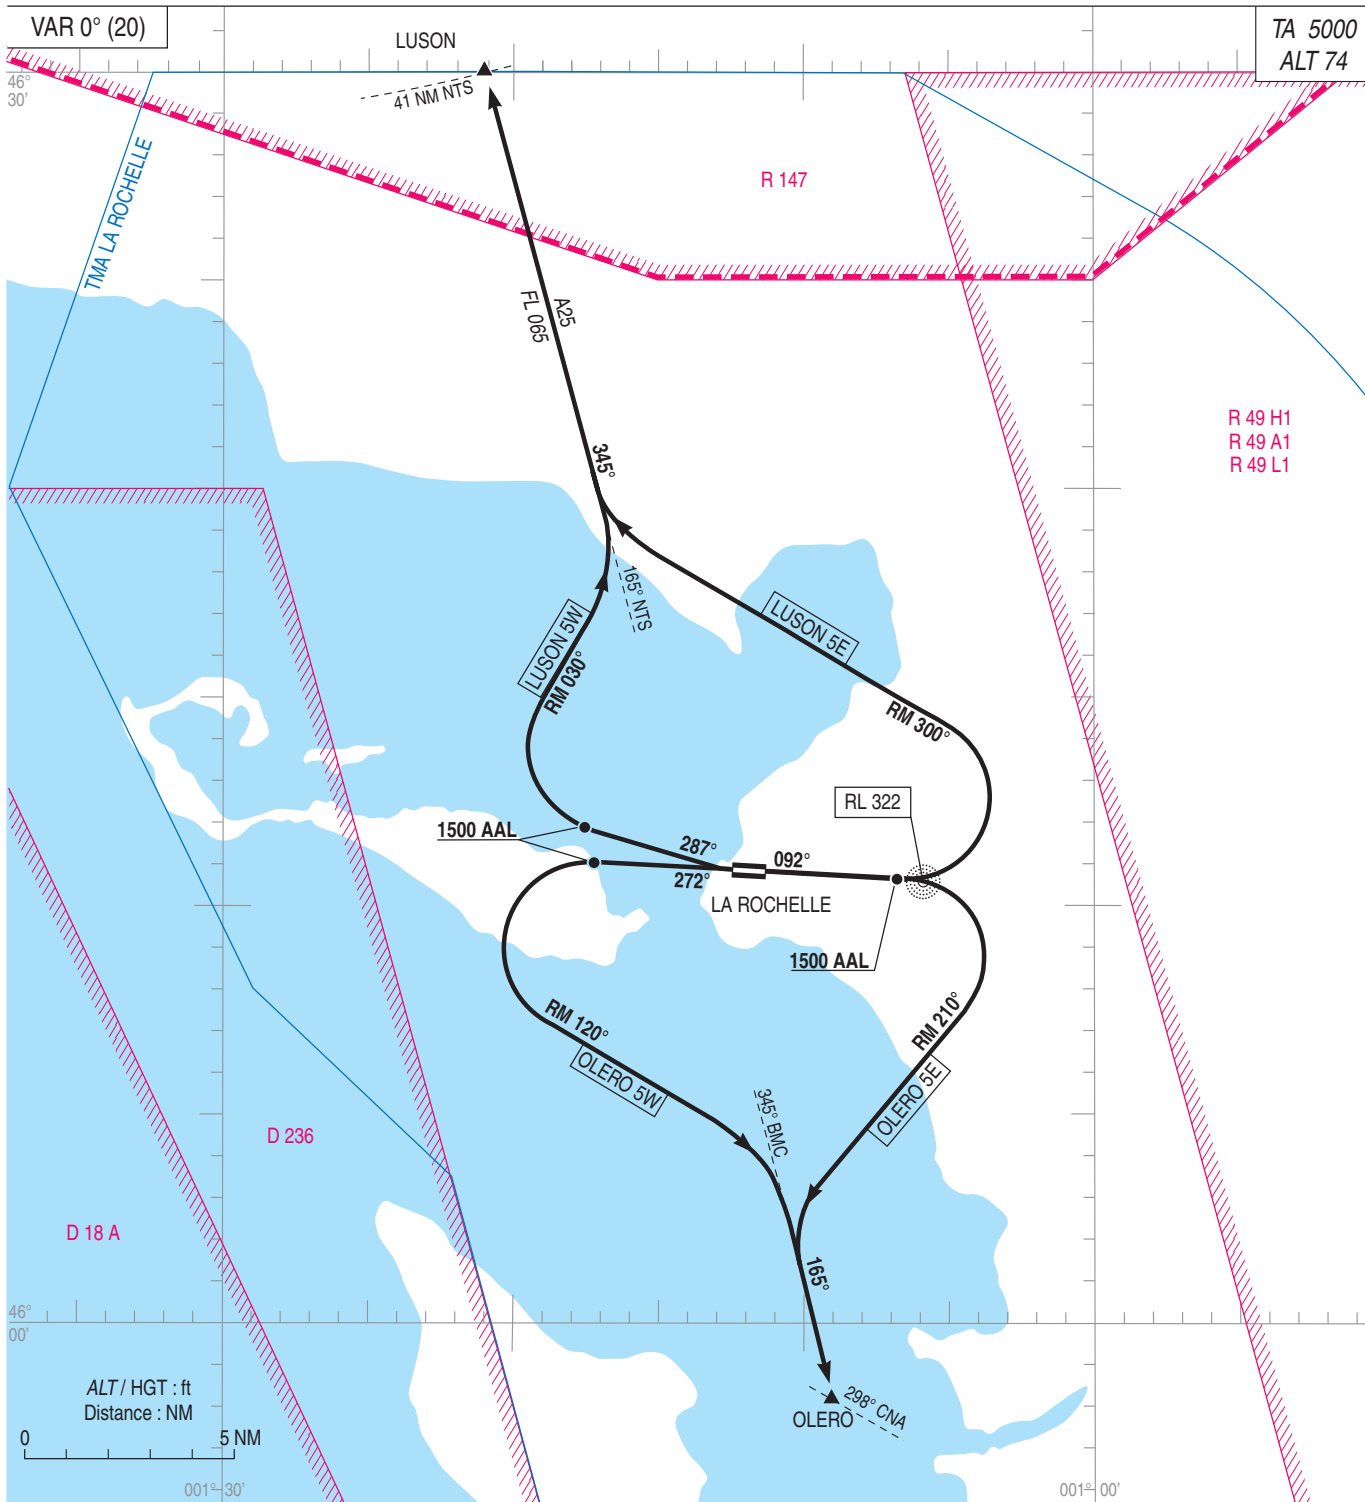 VAR 0° (20)
TA 5000
ALT 74
LUSON
41 NM NTS
46°
30'
TMA LA ROCHELLE
R 147
A25
FL 065
R 49 H1
R 49 A1
R 49 L1
345°
165° NTS
LUSON 5W
RM 030°
LUSON 5E
RM 300°
RL 322
1500 AAL
287°
272°
092°
LA ROCHELLE
1500 AAL
RM 120°
OLERO 5W
RM 210°
OLERO 5E
345° BMC
D 236
D 18 A
165°
46°
00'
298° CNA
OLERO
ALT / HGT : ft
Distance : NM
0 5 NM
001° 30'
001° 00'